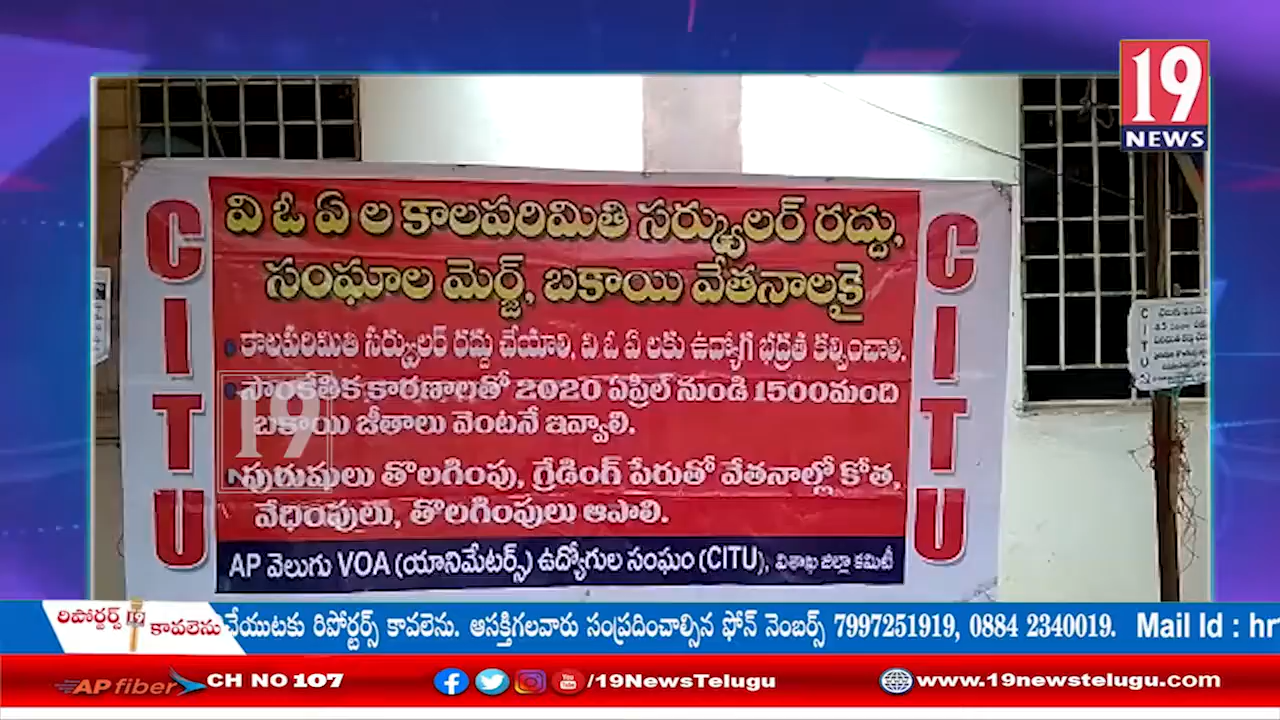 19
NEWS
CITU
వి ఓ ఏ ల కాలపరిమితి సర్క్యులర్ రద్దు,
సంఘాల మెర్జ్, బకాయి వేతనాలకై
కాలపరిమితి సర్క్యులర్ రద్దు చేయాలి, వి ఓ ఏ లకు ఉద్యోగ భద్రత కల్పించాలి.
సాంకేతిక కారణాలతో 2020 ఏప్రిల్ నుండి 1500మంది
బకాయి జీతాలు వెంటనే ఇవ్వాలి.
పురుషులు తొలగింపు, గ్రేడింగ్ పేరుతో వేతనాల్లో కోత,
వేధింపులు, తొలగింపులు ఆపాలి.
AP వెలుగు VOA (యానిమేటర్స్) ఉద్యోగుల సంఘం (CITU), విశాఖ జిల్లా కమిటీ
CITU
CITU
19
రిపోర్టర్స్ కావలెను
చేయుటకు రిపోర్టర్స్ కావలెను. ఆసక్తిగలవారు సంప్రదించాల్సిన ఫోన్ నెంబర్స్ 7997251919, 0884 2340019. Mail Id : hr
AP fiber CH NO 107 /19NewsTelugu www.19newstelugu.com